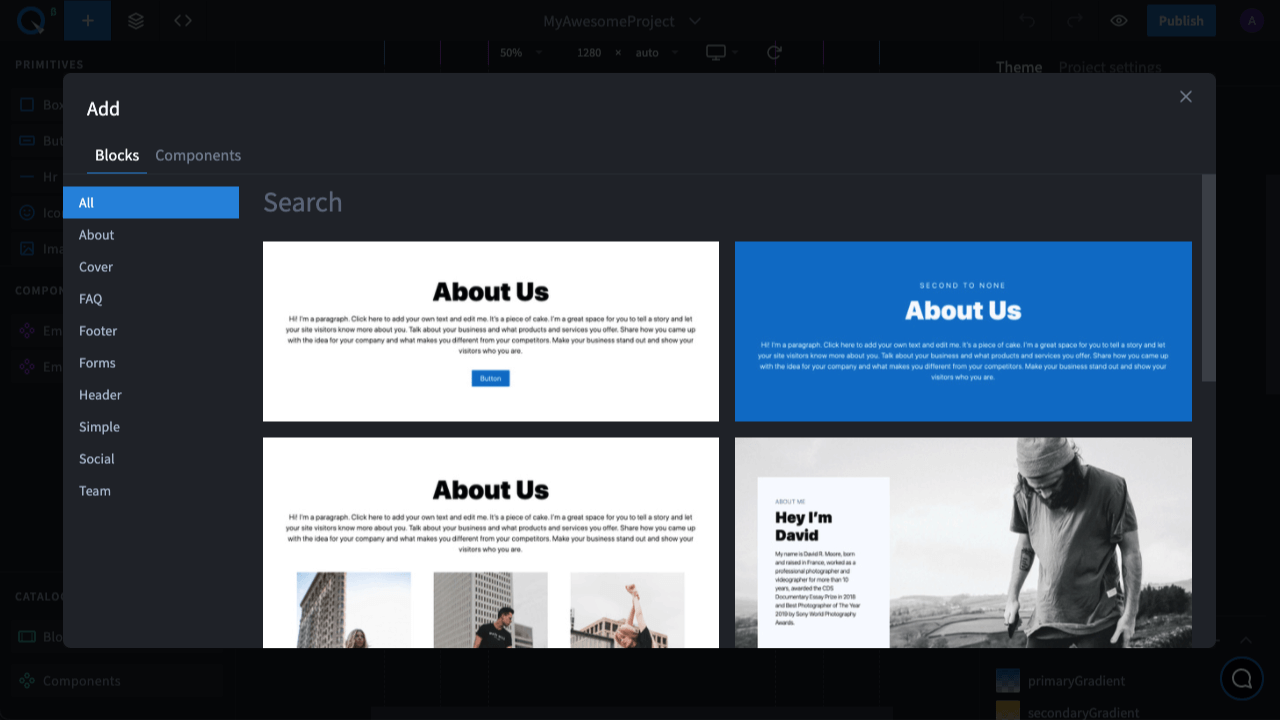 β
MyAwesomeProject
Publish
A
50%
1280 × auto
PRIMITIVES
Theme Project settings
Add
Blocks Components
All
About
Cover
FAQ
Footer
Forms
Header
Simple
Social
Team
Search
About Us
Hi! I'm a paragraph. Click here to add your own text and edit me. It's a piece of cake. I'm a great space for you to tell a story and let
your site visitors know more about you. Talk about your business and what products and services you offer. Share how you came up
with the idea for your company and what makes you different from your competitors. Make your business stand out and show your
visitors who you are.
Button
SECOND TO NONE
About Us
Hi! I'm a paragraph. Click here to add your own text and edit me. It's a piece of cake. I'm a great space for you to tell a story and let
your site visitors know more about you. Talk about your business and what products and services you offer. Share how you came up
with the idea for your company and what makes you different from your competitors. Make your business stand out and show your
visitors who you are.
About Us
Hi! I'm a paragraph. Click here to add your own text and edit me. It's a piece of cake. I'm a great space for you to tell a story and let
your site visitors know more about you. Talk about your business and what products and services you offer. Share how you came up
with the idea for your company and what makes you different from your competitors. Make your business stand out and show your
visitors who you are.
ABOUT ME
Hey I'm
David
My name is David R. Moore, born
and raised in France, worked as a
professional photographer and
videographer for more than 10
years, awarded the CDS
Documentary Essay Prize in 2018
and Best Photographer of The Year
2019 by Sony World Photography
Awards.
Hr
Components
primaryGradient
secondaryGradient